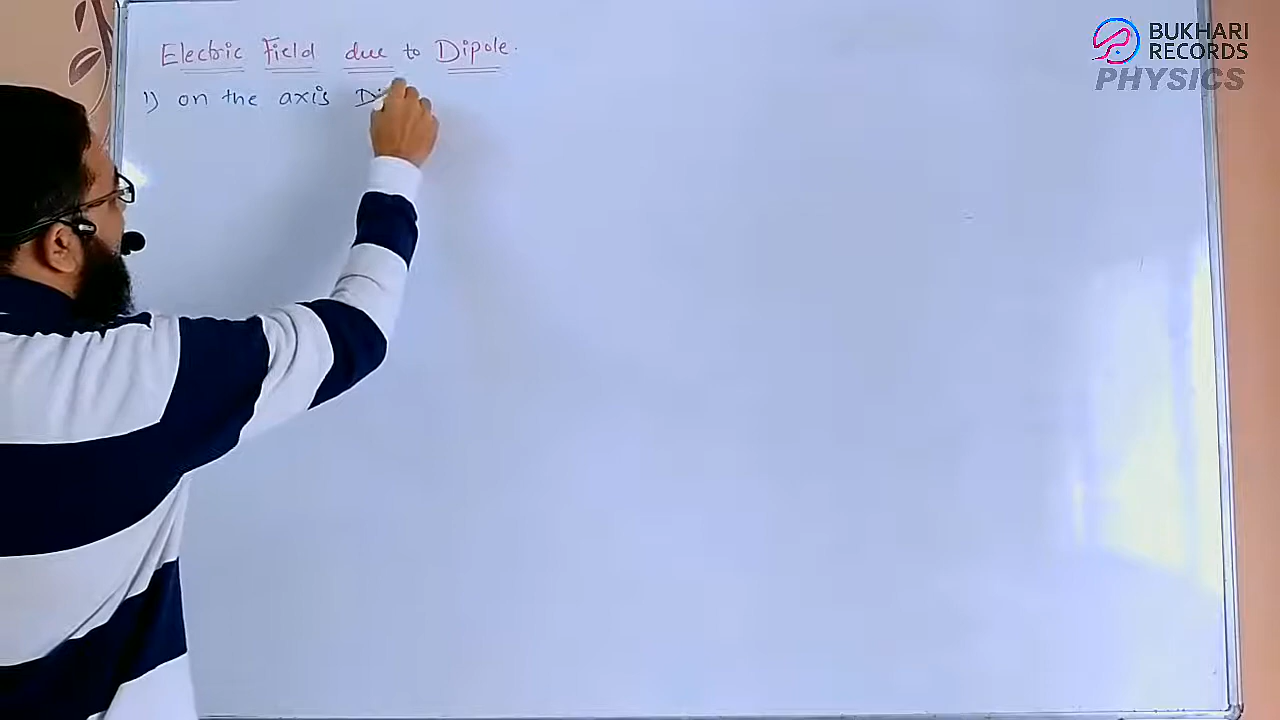 BUKHARI
RECORDS
PHYSICS
Electric Field due to Dipole.
1) on the axis